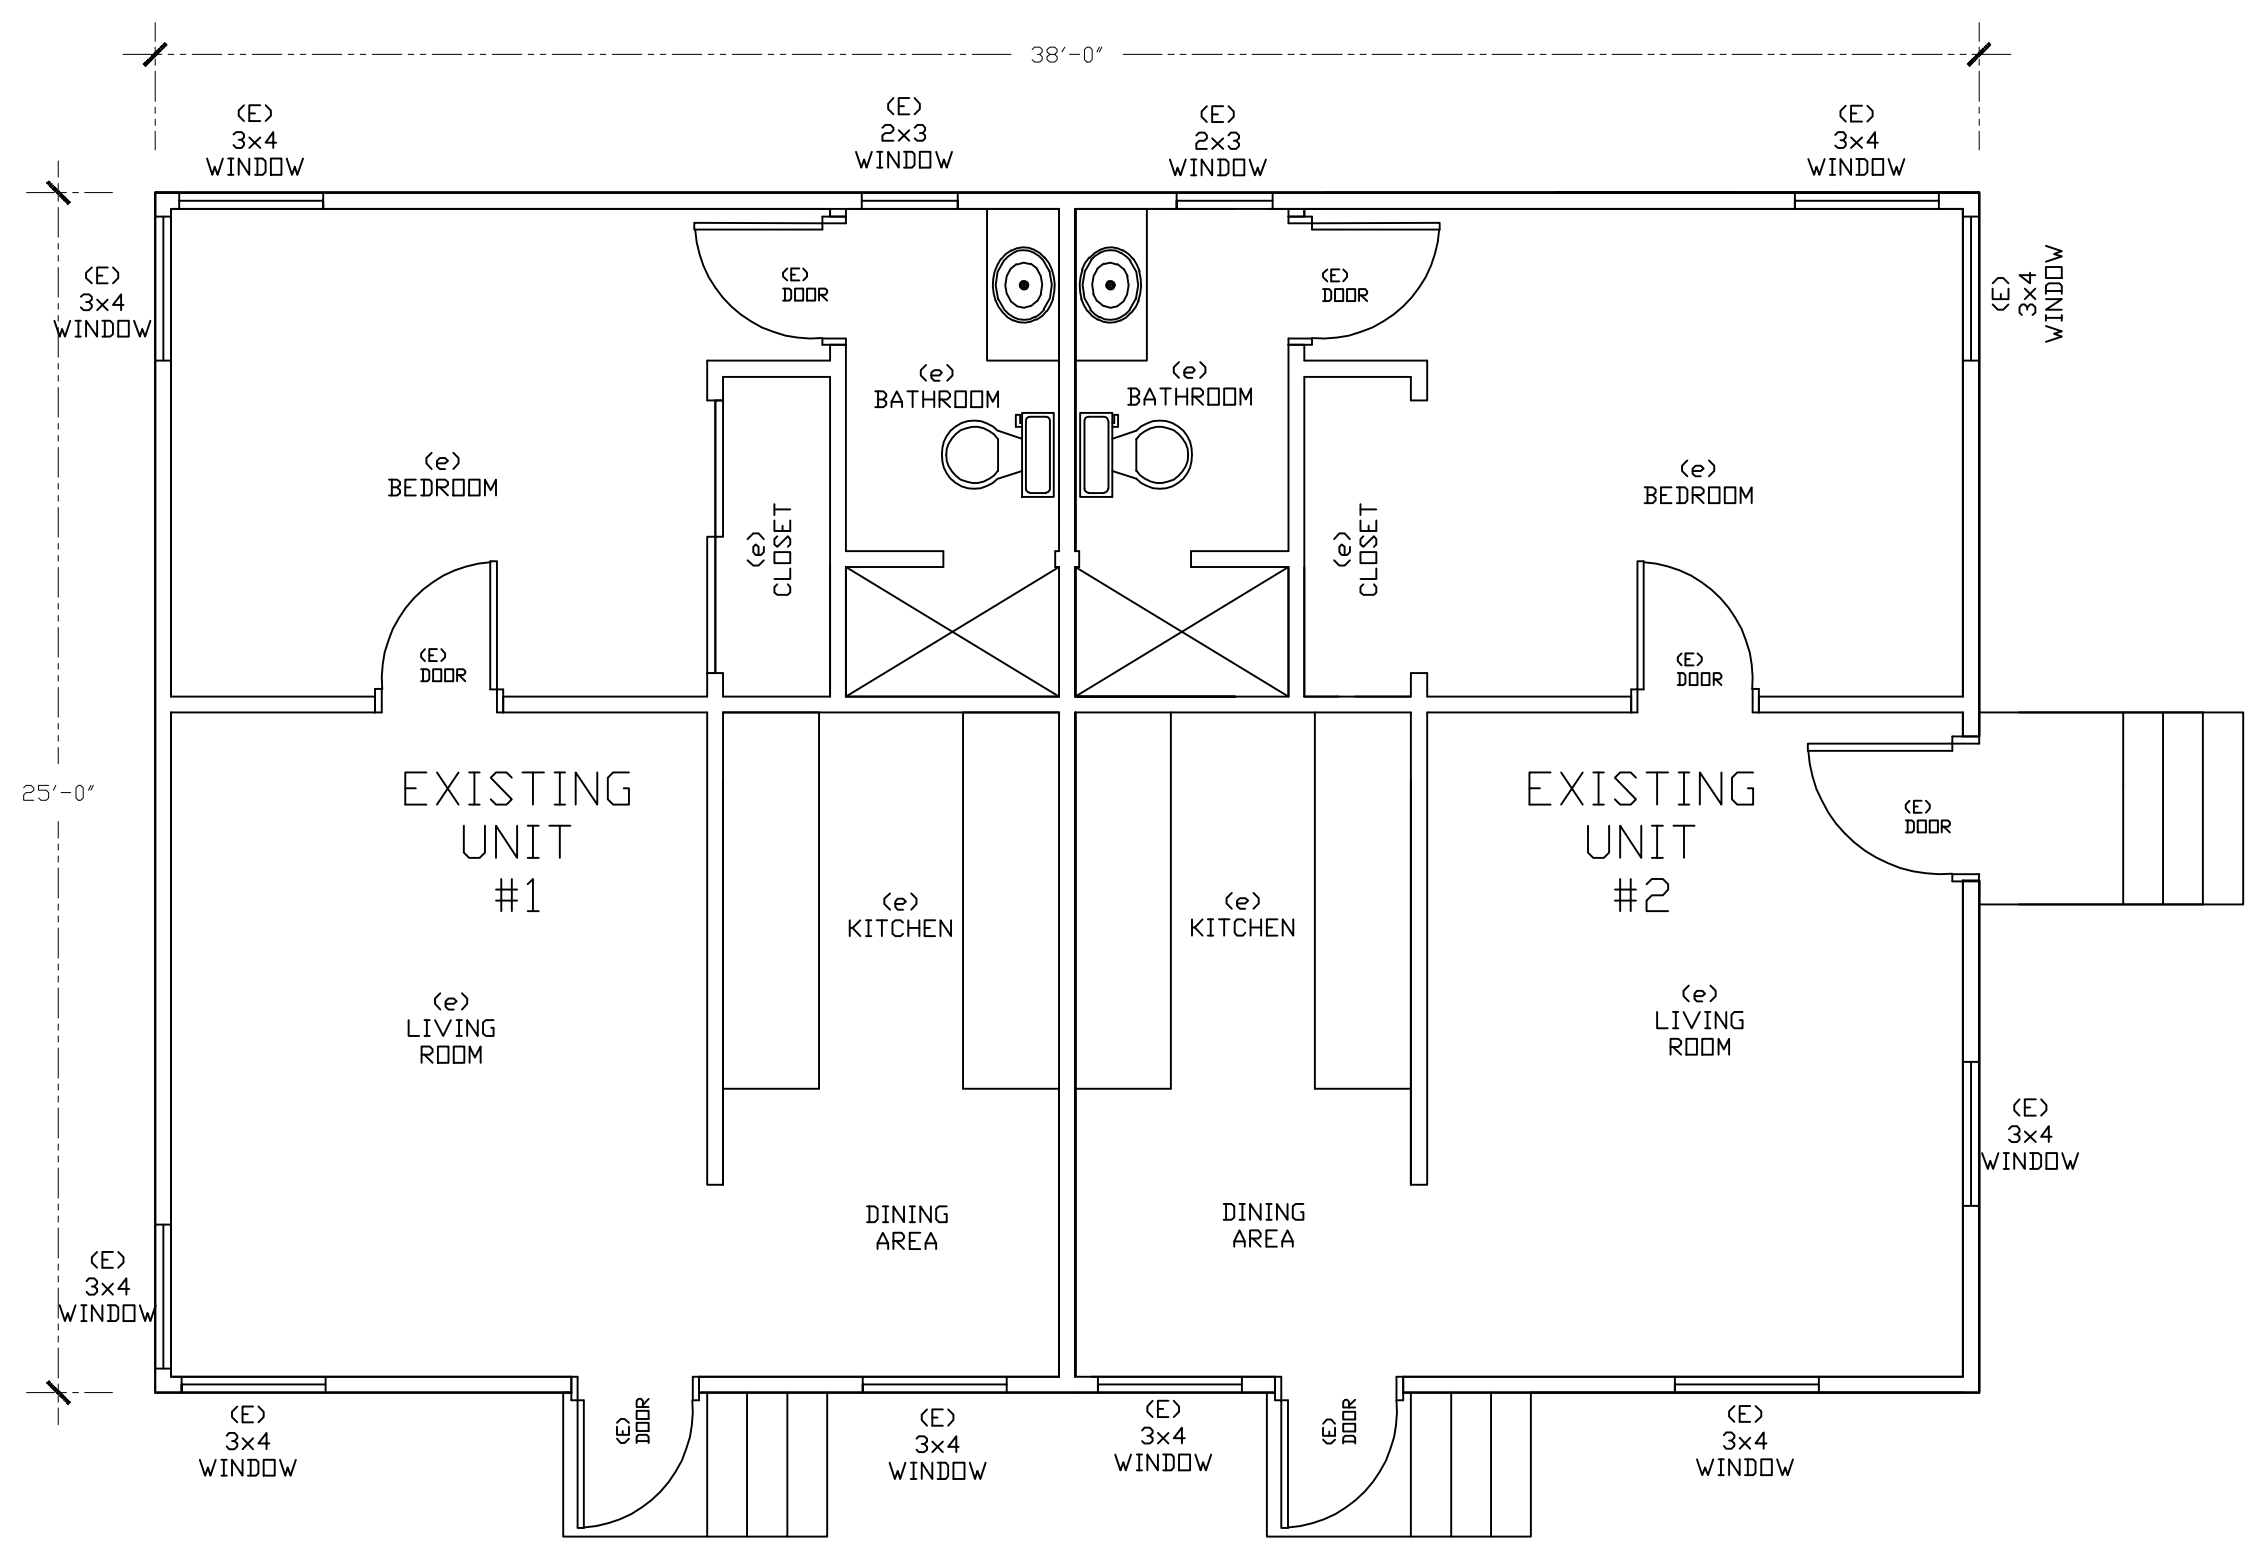 38'-0"
(E)
3x4
WINDOW
(E)
2x3
WINDOW
(E)
2x3
WINDOW
(E)
3x4
WINDOW
(E)
3x4
WINDOW
(E)
DOOR
(E)
DOOR
(E)
3x4
WINDOW
(e)
BATHROOM
(e)
BATHROOM
(e)
BEDROOM
(e)
CLOSET
(e)
CLOSET
(e)
BEDROOM
(E)
DOOR
(E)
DOOR
25'-0"
EXISTING
UNIT
#1
EXISTING
UNIT
#2
(E)
DOOR
(e)
KITCHEN
(e)
KITCHEN
(e)
LIVING
ROOM
(e)
LIVING
ROOM
(E)
3x4
WINDOW
DINING
AREA
DINING
AREA
(E)
3x4
WINDOW
(E)
3x4
WINDOW
(E)
DOOR
(E)
3x4
WINDOW
(E)
3x4
WINDOW
(E)
DOOR
(E)
3x4
WINDOW